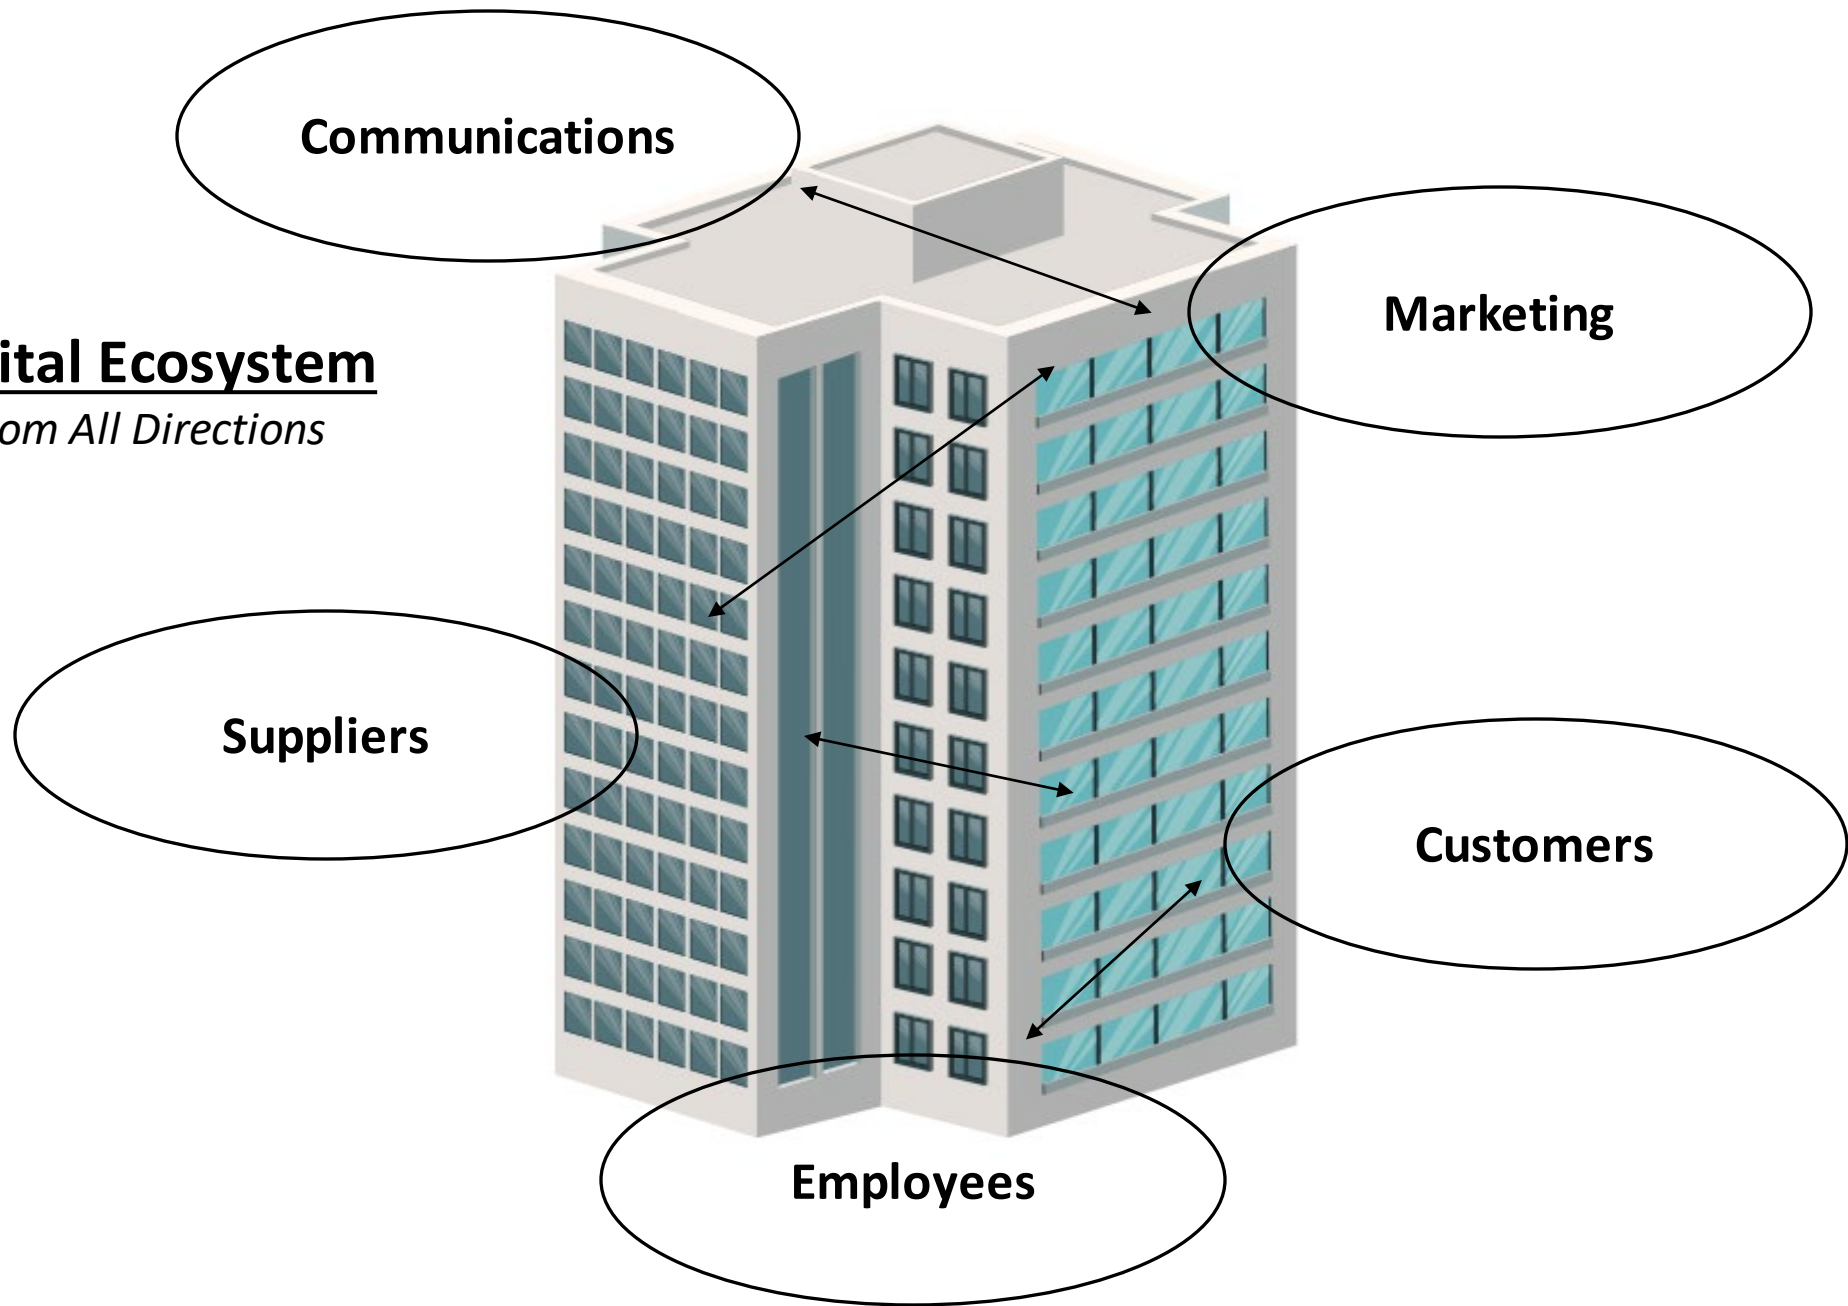 Communications
Marketing
ital Ecosystem
om All Directions
Suppliers
Customers
Employees